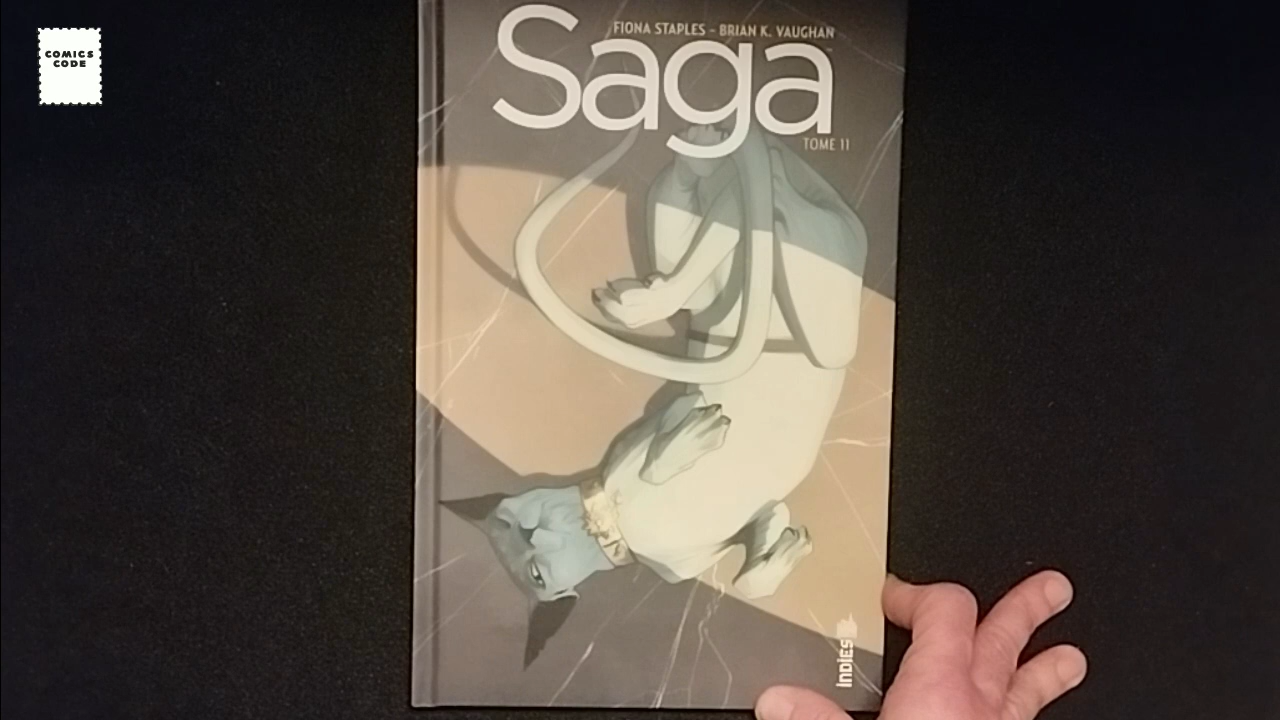 COMICS
CODE
FIONA STAPLES – BRIAN K. VAUGHAN
Saga
TOME 11
INDIES